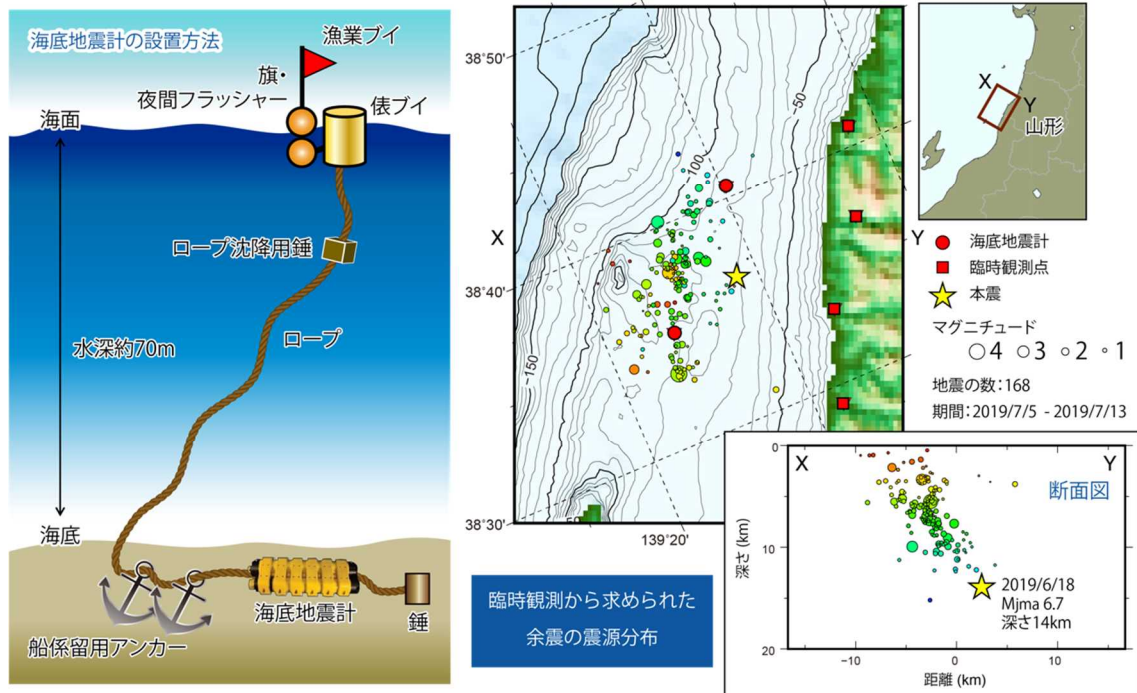 海底地震計の設置方法
漁業ブイ
旗・
夜間フラッシャー
俵ブイ
海面
ロープ沈降用錘
ロープ
水深約70m
海底
海底地震計
錘
船係留用アンカー
38°50'
38°40'
38°30'
139°20'
X
Y
-50
-100
-150
-50
X
Y
山形
海底地震計
臨時観測点
本震
マグニチュード
4 3 2 1
地震の数:168
期間:2019/7/5 - 2019/7/13
臨時観測から求められた
余震の震源分布
X
Y
断面図
0
10
20
深さ (km)
2019/6/18
Mjma 6.7
深さ14km
-10 0 10
距離 (km)